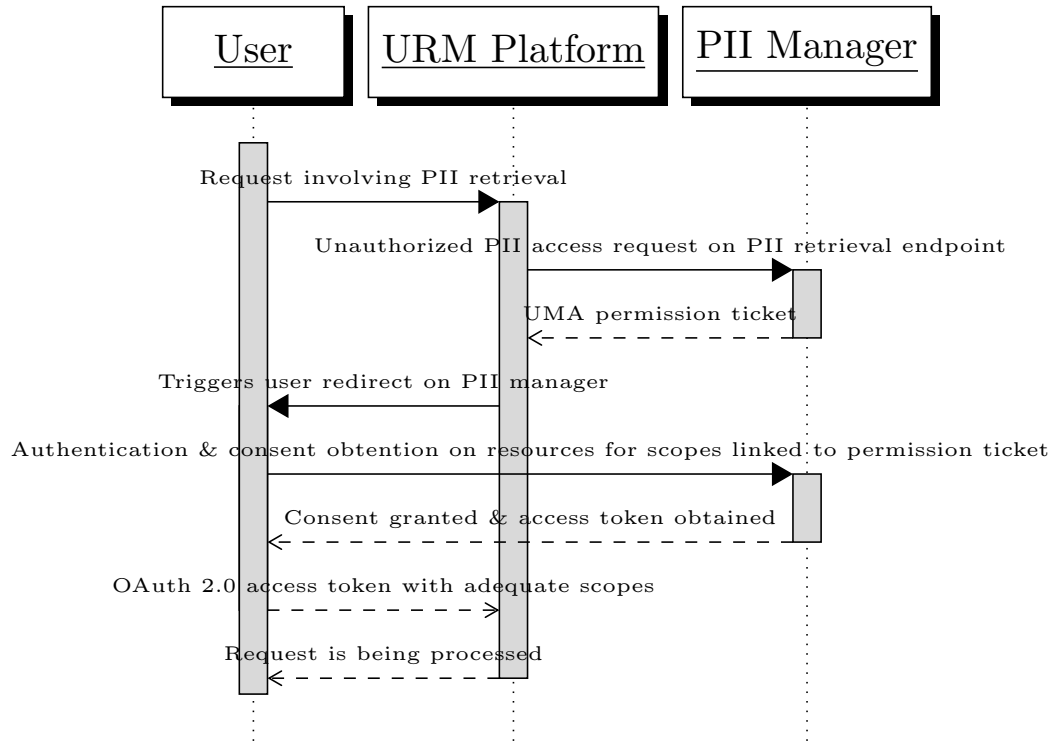 User
URM Platform
PII Manager
Request involving PII retrieval
Unauthorized PII access request on PII retrieval endpoint
UMA permission ticket
Triggers user redirect on PII manager
Authentication & consent obtention on resources for scopes linked to permission ticket
Consent granted & access token obtained
OAuth 2.0 access token with adequate scopes
Request is being processed